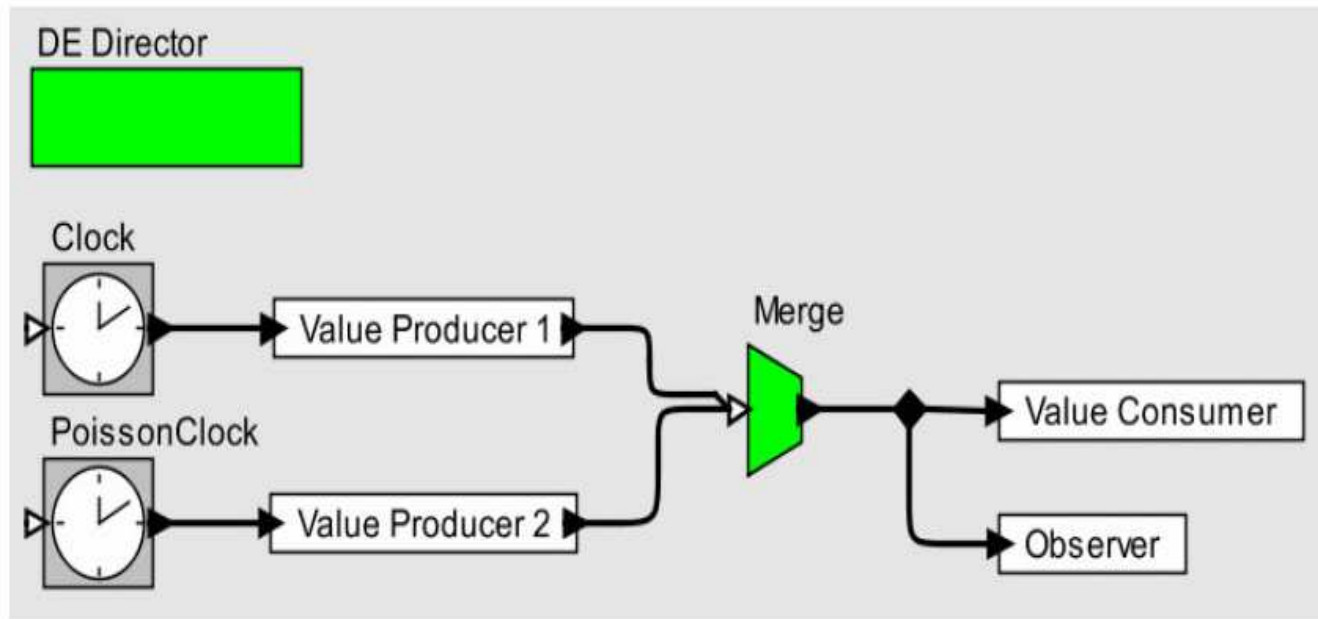 DE Director
Clock
Value Producer 1
Merge
Value Consumer
PoissonClock
Value Producer 2
Observer